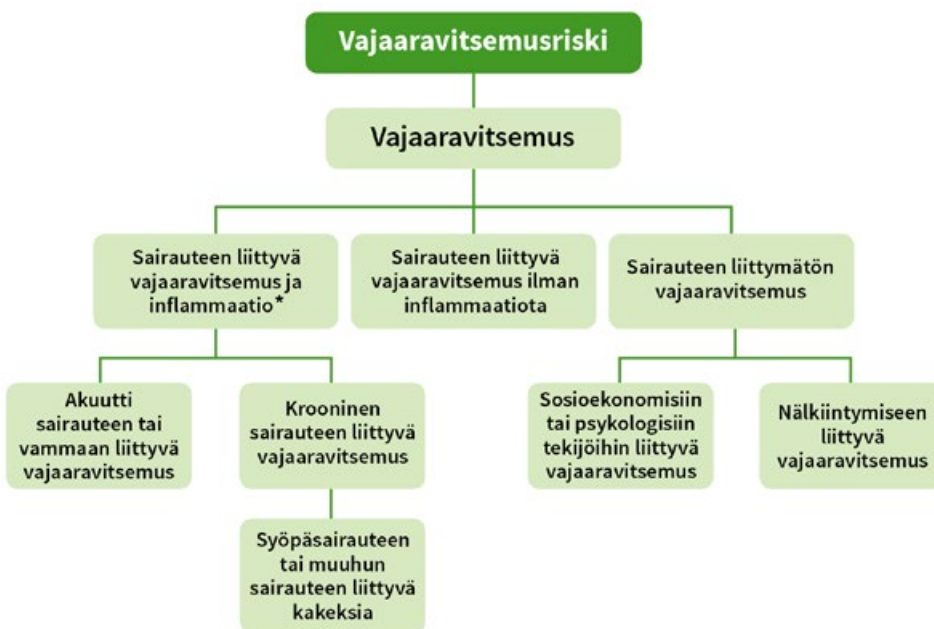 Vajaaravitsemusriski
Vajaaravitsemus
Sairauteen liittyvä
vajaaravitsemus ja
inflammaatio*
Sairauteen liittyvä
vajaaravitsemus ilman
inflammaatiota
Sairauteen liittymätön
vajaaravitsemus
Akuutti
sairauteen tai
vammaan liittyvä
vajaaravitsemus
Krooninen
sairauteen liittyvä
vajaaravitsemus
Sosioekonomisiin
tai psykologisiin
tekijöihin liittyvä
vajaaravitsemus
Nälkiintymiseen
liittyvä
vajaaravitsemus
Syöpäsairauteen
tai muuhun
sairauteen liittyvä
kakeksia